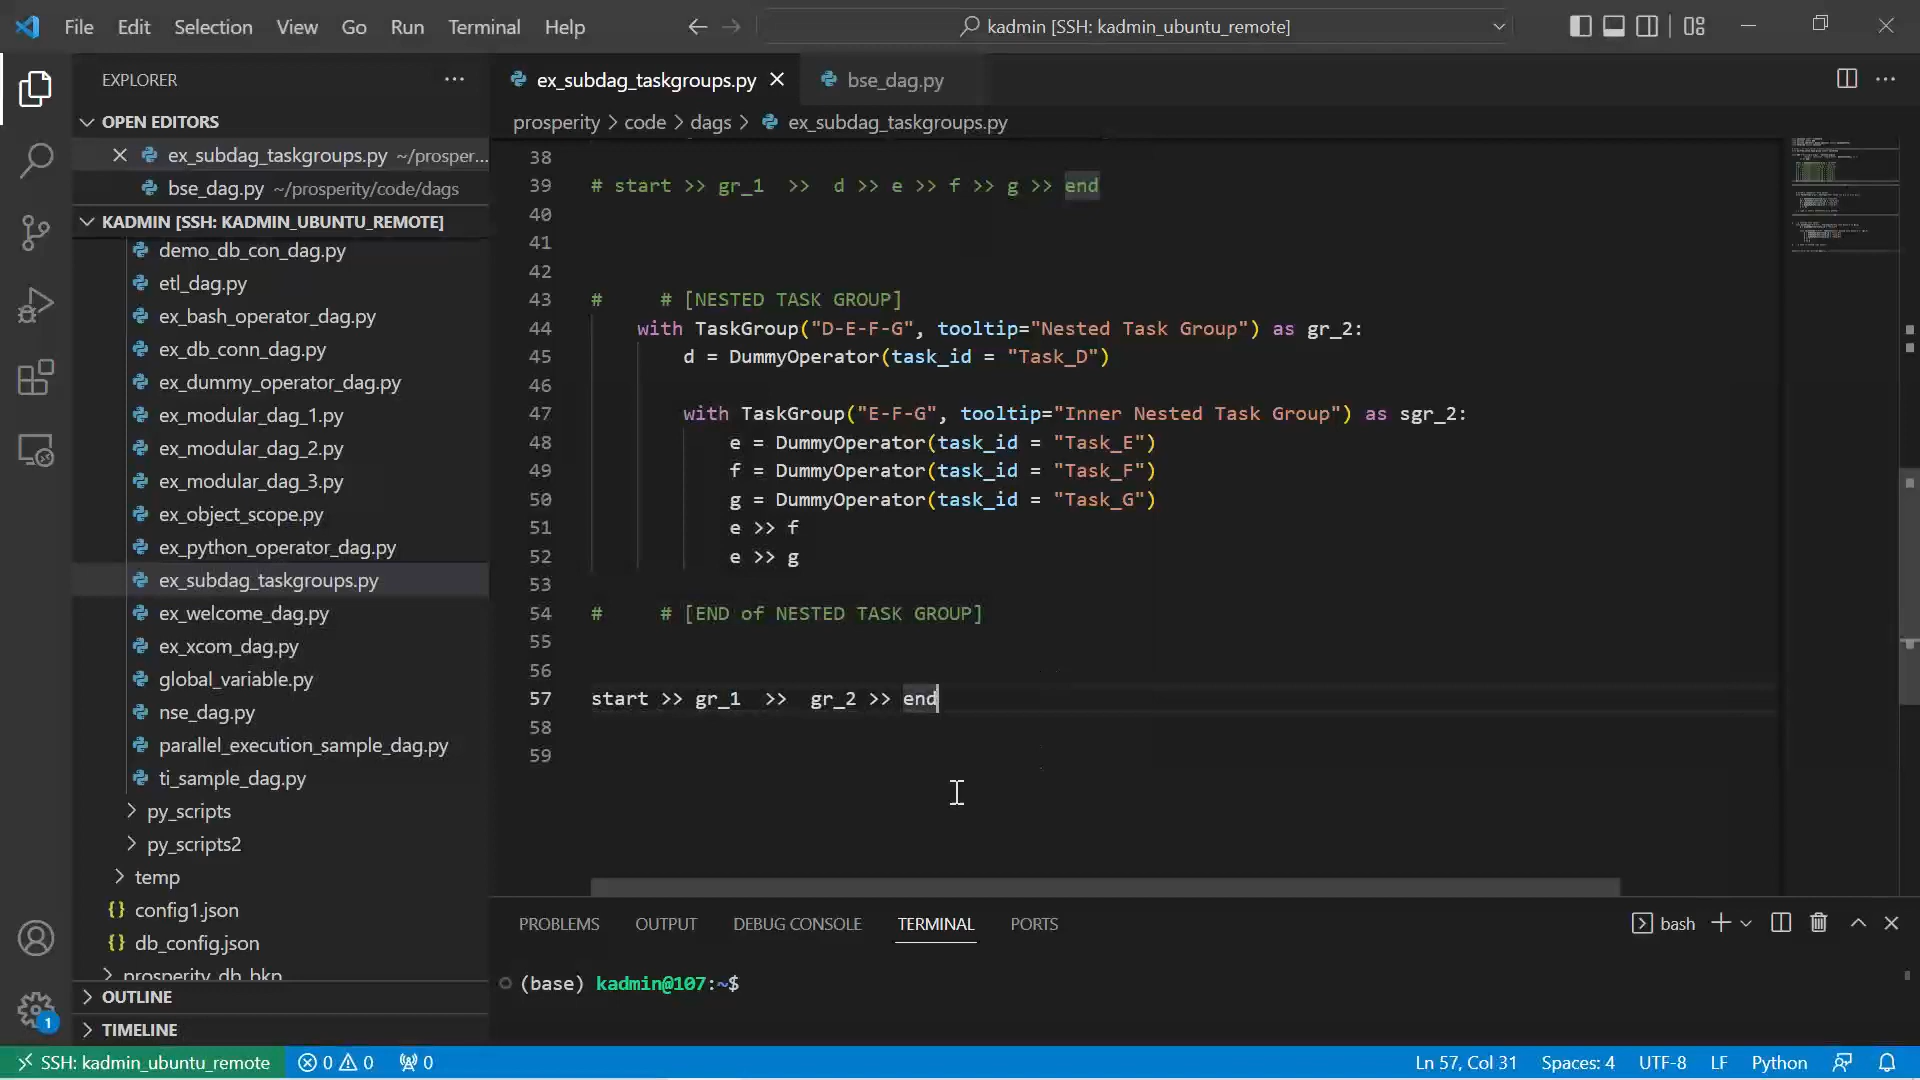 File Edit Selection View Go Run Terminal Help
kadmin [SSH: kadmin_ubuntu_remote]
EXPLORER
OPEN EDITORS
ex_subdag_taskgroups.py ~/prosper...
bse_dag.py ~/prosperity/code/dags
KADMIN [SSH: KADMIN_UBUNTU_REMOTE]
demo_db_con_dag.py
etl_dag.py
ex_bash_operator_dag.py
ex_db_conn_dag.py
ex_dummy_operator_dag.py
ex_modular_dag_1.py
ex_modular_dag_2.py
ex_modular_dag_3.py
ex_object_scope.py
ex_python_operator_dag.py
ex_subdag_taskgroups.py
ex_welcome_dag.py
ex_xcom_dag.py
global_variable.py
nse_dag.py
parallel_execution_sample_dag.py
ti_sample_dag.py
py_scripts
py_scripts2
temp
{} config1.json
{} db_config.json
prosperity_db_bkp
OUTLINE
TIMELINE
1
ex_subdag_taskgroups.py
bse_dag.py
prosperity > code > dags > ex_subdag_taskgroups.py
38
39 # start >> gr_1  >>  d >> e >> f >> g >> end
40
41
42
43 #     # [NESTED TASK GROUP]
44     with TaskGroup("D-E-F-G", tooltip="Nested Task Group") as gr_2:
45         d = DummyOperator(task_id = "Task_D")
46
47         with TaskGroup("E-F-G", tooltip="Inner Nested Task Group") as sgr_2:
48             e = DummyOperator(task_id = "Task_E")
49             f = DummyOperator(task_id = "Task_F")
50             g = DummyOperator(task_id = "Task_G")
51             e >> f
52             e >> g
53
54 #     # [END of NESTED TASK GROUP]
55
56
57 start >> gr_1  >>  gr_2 >> end
58
59
PROBLEMS OUTPUT DEBUG CONSOLE TERMINAL PORTS
bash
(base) kadmin@107:~$
SSH: kadmin_ubuntu_remote 0 0 0
Ln 57, Col 31 Spaces: 4 UTF-8 LF Python